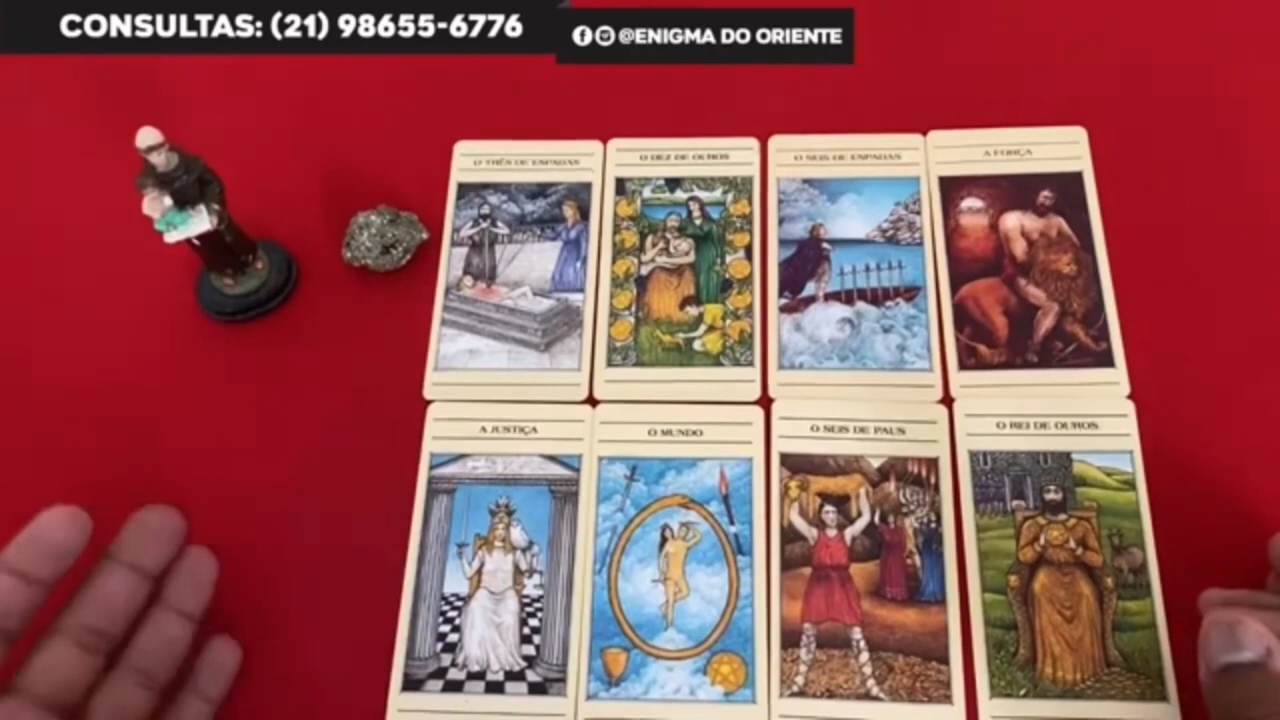 CONSULTAS: (21) 98655-6776
@ENIGMA DO ORIENTE
O TRÊS DE ESPADAS
O DEZ DE OUROS
O SEIS DE ESPADAS
A FORÇA
A JUSTIÇA
O MUNDO
O SEIS DE PAUS
O REI DE OUROS